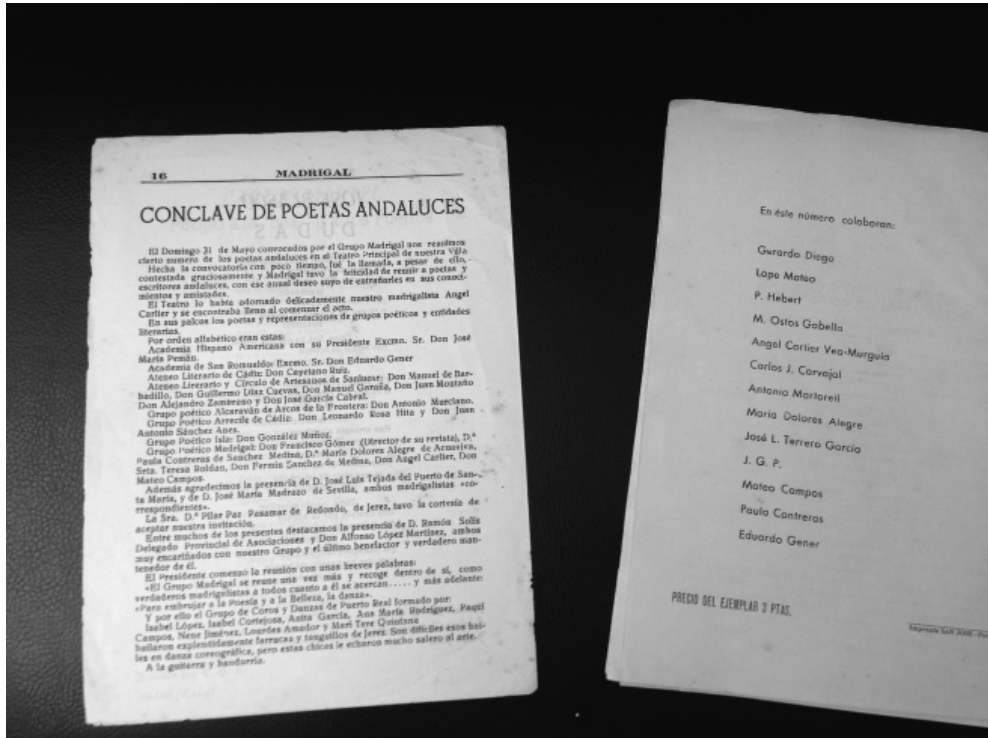 16 MADRIGAL
CONCLAVE DE POETAS ANDALUCES
El Domingo 31 de Mayo convocados por el Grupo Madrigal nos reunimos
cierto numero de los poetas andaluces en el Teatro Principal de nuestra Villa
Hecha la convocatoria con poco tiempo, fué la llamada, a pesar de ello,
contestada graciosamente y Madrigal tuvo la felicidad de reunir a poetas y
escritores andaluces, con ese anual deseo suyo de entrañarles en sus conoci-
mientos y amistades.
El Teatro lo había adornado delicadamente nuestro madrigalista Angel
Carlier y se encontraba lleno al comenzar el acto.
En sus palcos los poetas y representaciones de grupos poéticos y entidades
literarias.
Por orden alfabético eran estas:
Academia Hispano Americana con su Presidente Excmo. Sr. Don José
María Pemán.
Academia de San Romualdo: Excmo. Sr. Don Eduardo Gener
Ateneo Literario de Cádiz: Don Cayetano Ruiz.
Ateneo Literario y Círculo de Artesanos de Sanlucar: Don Manuel de Bar-
badillo, Don Guillermo Díaz Cuevas, Don Manuel Garaña, Don Juan Montaño
Don Alejandro Zambrano y Don José García Cabral.
Grupo poético Alcaraván de Arcos de la Frontera: Don Antonio Marciano.
Grupo Poético Arrecife de Cádiz: Don Leonardo Rosa Hita y Don Juan
Antonio Sánchez Anes.
Grupo Poético Isla: Don González Muñoz.
Grupo Poético Madrigal: Don Francisco Gómez (Director de su revista), D.ª
Paula Contreras de Sanchez Medina, D.ª María Dolores Alegre de Acnaviva,
Srta. Teresa Roldan, Don Fermin Sanchez de Medina, Don Angel Carlier, Don
Mateo Campos.
Además agradecimos la presencia de D. José Luis Tejada del Puerto de San-
ta María, y de D. José María Madrazo de Sevilla, ambos madrigalistas «co-
rrespondientes».
La Sra. D.ª Pilar Paz Pasamar de Redondo, de Jerez, tuvo la cortesía de
aceptar nuestra invitación.
Entre muchos de los presentes destacamos la presencia de D. Ramón Solís
Delegado Provincial de Asociaciones y Don Alfonso López Martísez, ambos
muy encariñados con nuestro Grupo y el último benefactor y verdadero man-
tenedor de él.
El Presidente comenzo la reunión con unas breves palabras:
«El Grupo Madrigal se reune una vez más y recoge dentro de sí, como
verdaderos madrigalistas a todos cuanto a él se acercan..... y más adelante:
«Para embrujar a la Poesía y a la Belleza, la danza».
Y por ello el Grupo de Coros y Danzas de Puerto Real formado por:
Isabel López, Isabel Cortejosa, Anita García, Ana María Rodríguez, Paqui
Campos, Nene Jiménez, Lourdes Amador y Mari Tere Quintana
bailaron explendidamente farrucas y tanguillos de Jerez. Son difíciles esos bai-
les en danza coreográfica, pero estas chicas le echaron mucho salero al arte.
A la guitarra y bandurria.
En éste número colaboran:
Gerardo Diego
Lope Mateo
P. Hebert
M. Ostos Gabella
Angel Carlier Vea-Murguía
Carlos J. Carvajal
Antonio Martorell
María Dolores Alegre
José L. Terrero García
J. G. P.
Mateo Campos
Paula Contreras
Eduardo Gener
PRECIO DEL EJEMPLAR 3 PTAS.
Imprenta SAN JOSE